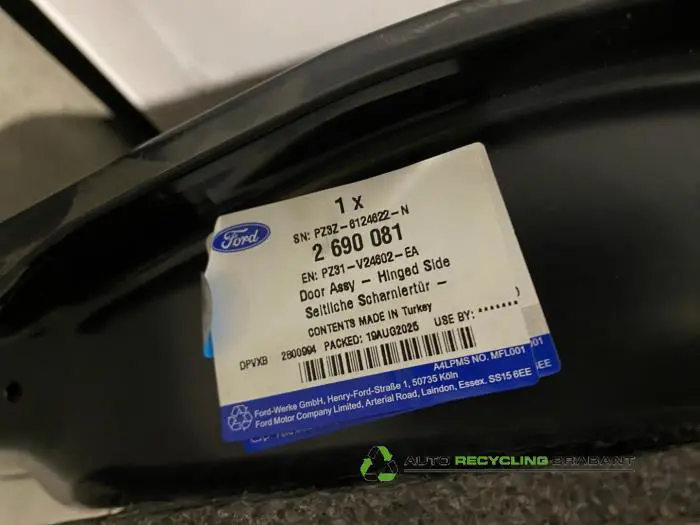 1 x
Ford
SN: PZ3Z-6124622-N
2 690 081
EN: PZ31-V24602-EA
Door Assy - Hinged Side
Seitliche Scharniertür - )
CONTENTS MADE IN Turkey
DPVXB 2800994 PACKED: 19AUG2025 USE BY: *******
A4LPMS NO. MFL001
Ford-Werke GmbH, Henry-Ford-Straße 1, 50735 Köln
Ford Motor Company Limited, Arterial Road, Laindon, Essex. SS15 6EE
001
6EE
AUTO RECYCLING BRABANT